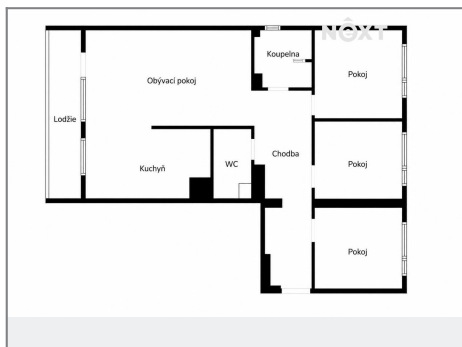 NOXT
Koupelna
Pokoj
Obývací pokoj
Lodžie
Chodba
WC
Kuchyň
Pokoj
Pokoj